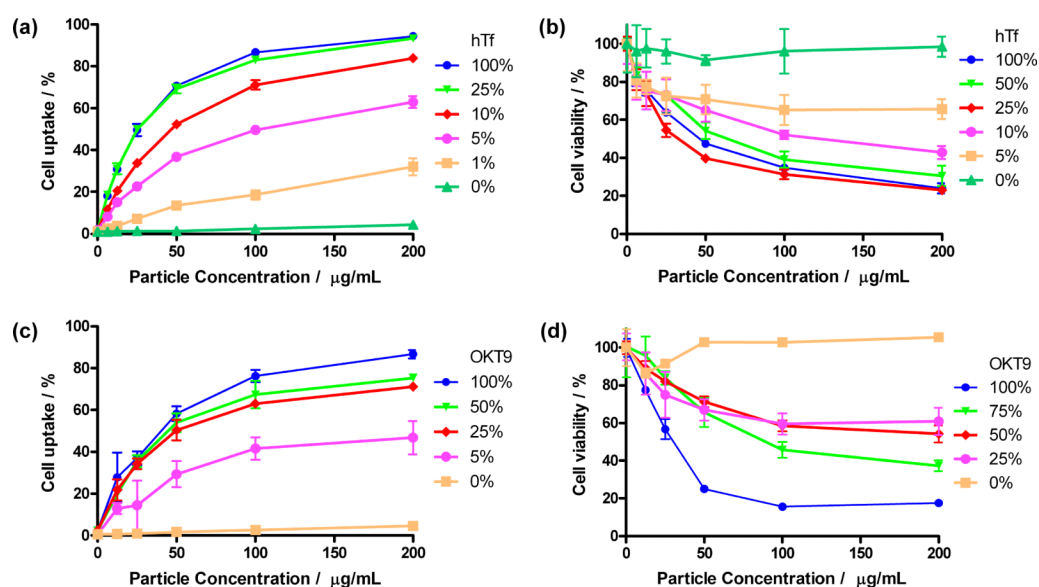 (a)
100
80
60
40
20
0
Cell uptake / %
0 50 100 150 200
Particle Concentration / μg/mL
hTf
100%
25%
10%
5%
1%
0%
(b)
100
80
60
40
20
0
Cell viability / %
0 50 100 150 200
Particle Concentration / μg/mL
hTf
100%
50%
25%
10%
5%
0%
(c)
100
80
60
40
20
0
Cell uptake / %
0 50 100 150 200
Particle Concentration / μg/mL
OKT9
100%
50%
25%
5%
0%
(d)
100
80
60
40
20
0
Cell viability / %
0 50 100 150 200
Particle Concentration / μg/mL
OKT9
100%
75%
50%
25%
0%